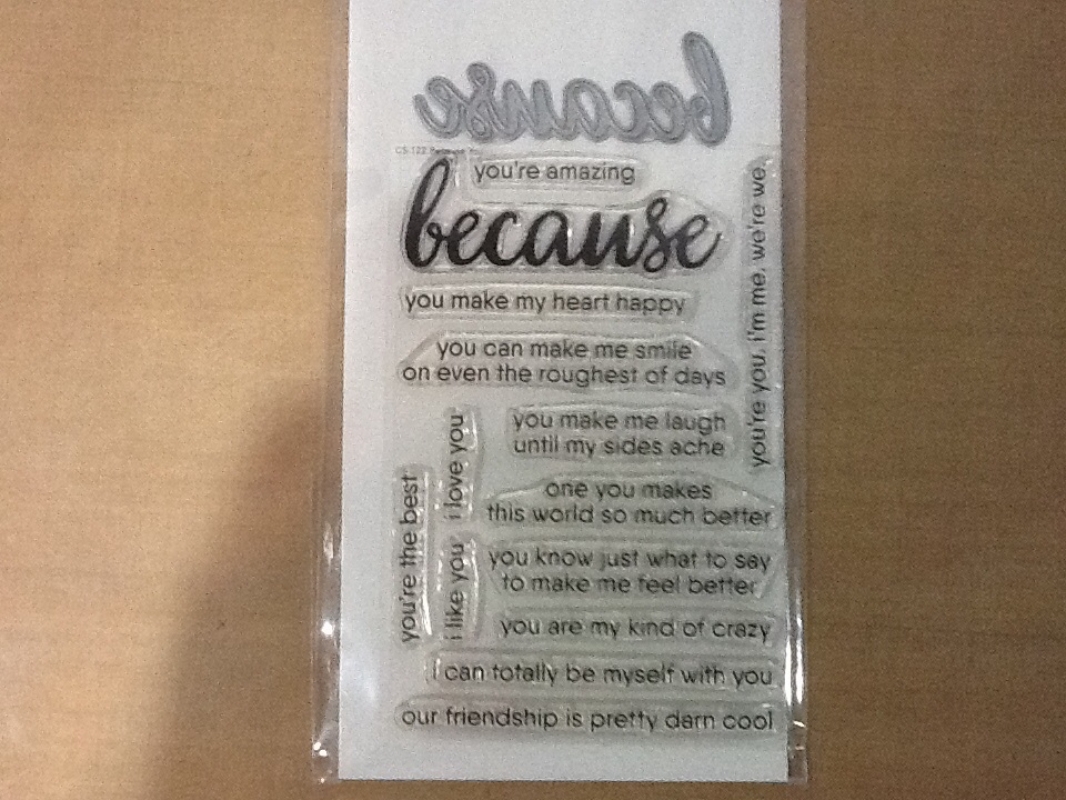 because
CS-122
you're amazing
because
you make my heart happy
you can make me smile
on even the roughest of days
you're you. i'm me. we're we.
you make me laugh
until my sides ache
i love you
one you makes
this world so much better
you're the best
i like you
you know just what to say
to make me feel better
you are my kind of crazy
i can totally be myself with you
our friendship is pretty darn cool